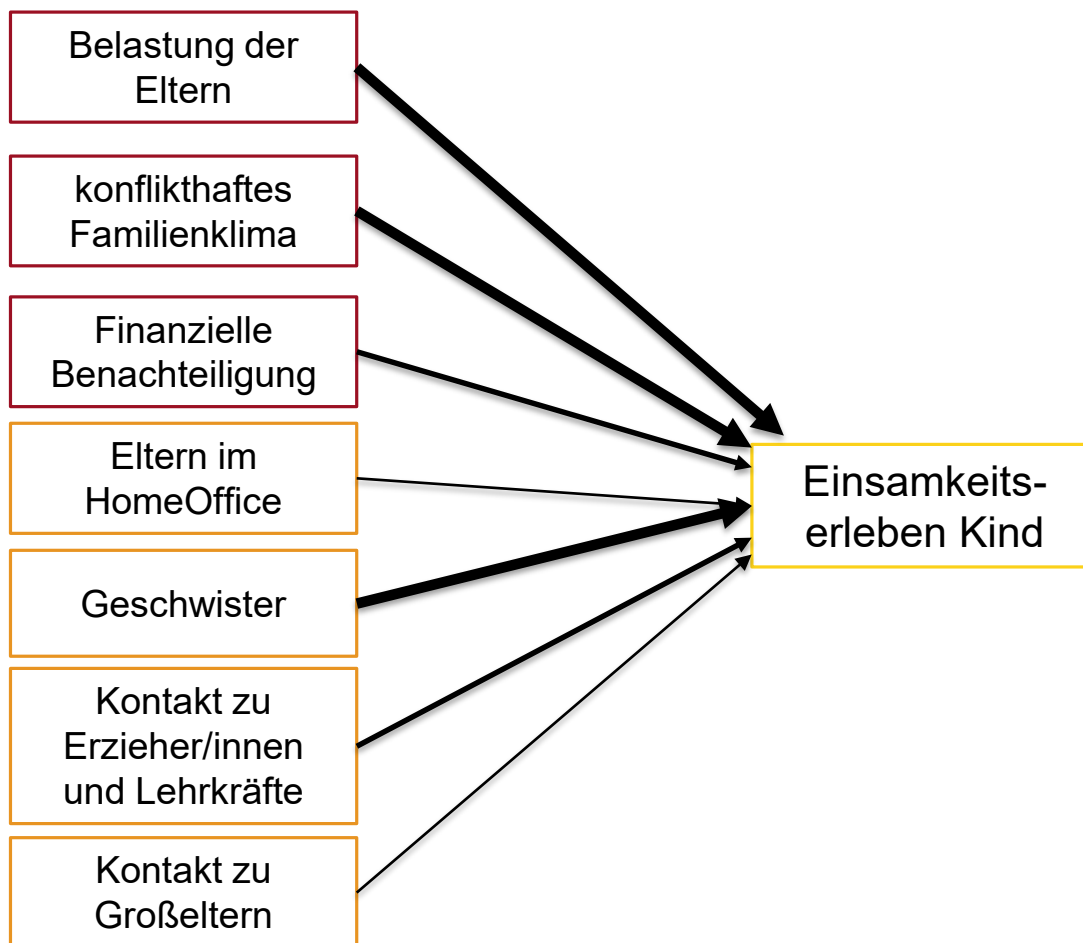 Belastung der
Eltern
konflikthaftes
Familienklima
Finanzielle
Benachteiligung
Eltern im
HomeOffice
Geschwister
Kontakt zu
Erzieher/innen
und Lehrkräfte
Kontakt zu
Großeltern
Einsamkeits-
erleben Kind